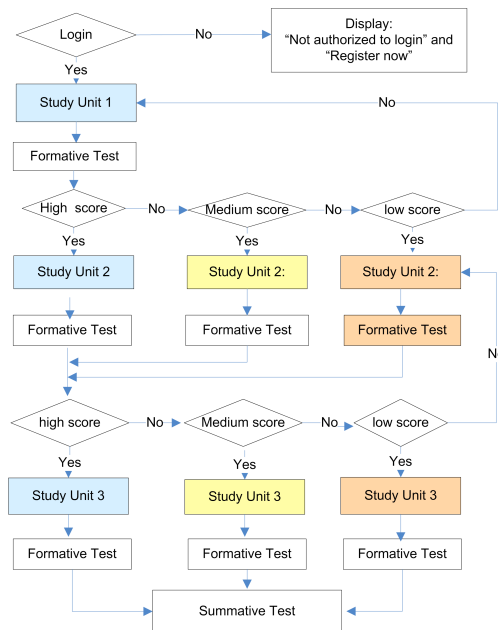 Login
No
Display:
“Not authorized to login” and
“Register now”
Yes
Study Unit 1
No
Formative Test
High score
No
Medium score
No
low score
Yes
Yes
Yes
Study Unit 2
Study Unit 2:
Study Unit 2:
Formative Test
Formative Test
Formative Test
N
high score
No
Medium score
No
low score
Yes
Yes
Yes
Study Unit 3
Study Unit 3
Study Unit 3
Formative Test
Formative Test
Formative Test
Summative Test